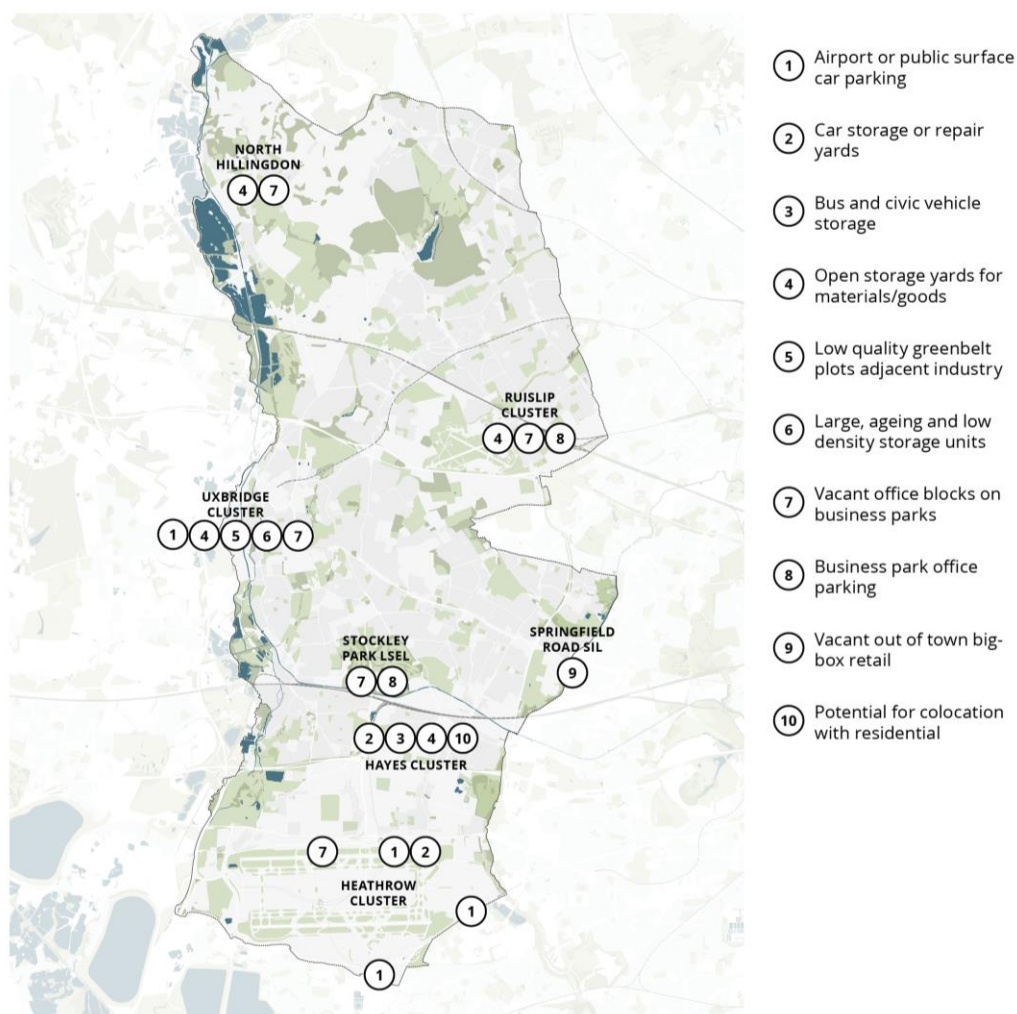 NORTH
HILLINGDON
4 7
RUISLIP
CLUSTER
4 7 8
UXBRIDGE
CLUSTER
1 4 5 6 7
STOCKLEY
PARK LSEL
7 8
SPRINGFIELD
ROAD SIL
9
2 3 4 10
HAYES CLUSTER
7 1 2
HEATHROW
CLUSTER
1
1
1 Airport or public surface
car parking
2 Car storage or repair
yards
3 Bus and civic vehicle
storage
4 Open storage yards for
materials/goods
5 Low quality greenbelt
plots adjacent industry
6 Large, ageing and low
density storage units
7 Vacant office blocks on
business parks
8 Business park office
parking
9 Vacant out of town big-
box retail
10 Potential for colocation
with residential